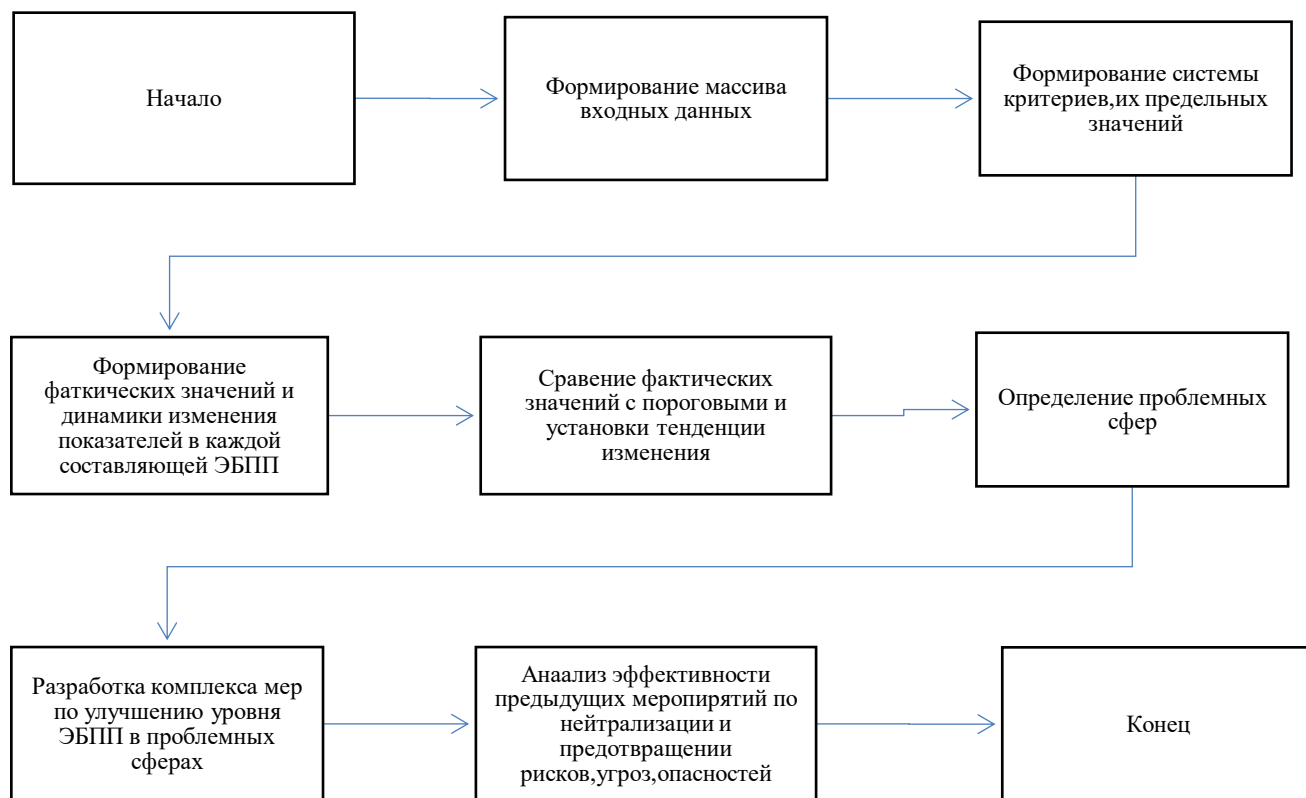 Начало
Формирование массива
входных данных
Формирование системы
критериев,их предельных
значений
Формирование
фаткических значений и
динамики изменения
показателей в каждой
составляющей ЭБПП
Сравение фактических
значений с пороговыми и
установки тенденции
изменения
Определение проблемных
сфер
Разработка комплекса мер
по улучшению уровня
ЭБПП в проблемных
сферах
Анаализ эффективности
предыдущих меропирятий по
нейтрализации и
предотвращении
рисков,угроз,опасностей
Конец